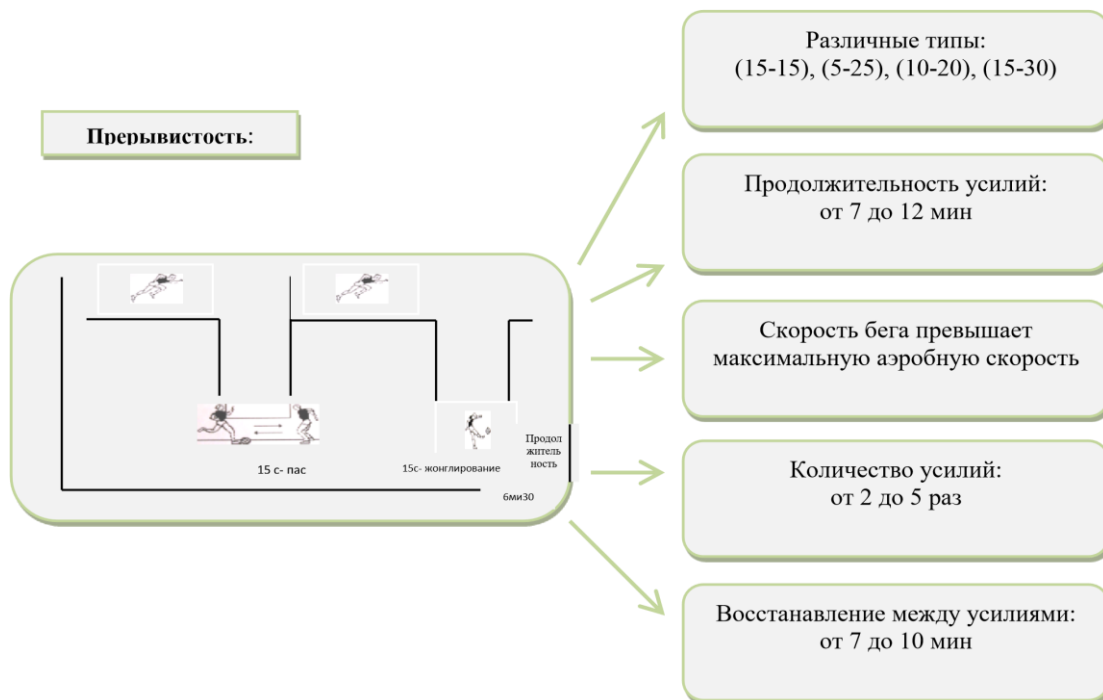 Прерывистость:
15 с- пас
15с- жонглирование
Продол
житель
ность
6ми30
Различные типы:
(15-15), (5-25), (10-20), (15-30)
Продолжительность усилий:
от 7 до 12 мин
Скорость бега превышает
максимальную аэробную скорость
Количество усилий:
от 2 до 5 раз
Восстанавление между усилиями:
от 7 до 10 мин